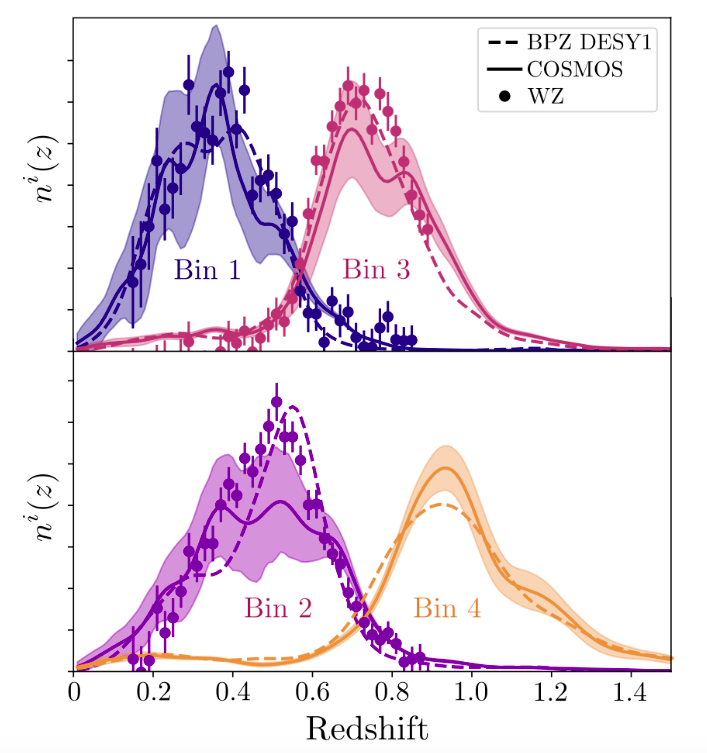 BPZ DESY1
COSMOS
WZ
n^i(z)
Bin 1
Bin 3
n^i(z)
Bin 2
Bin 4
0 0.2 0.4 0.6 0.8 1.0 1.2 1.4
Redshift